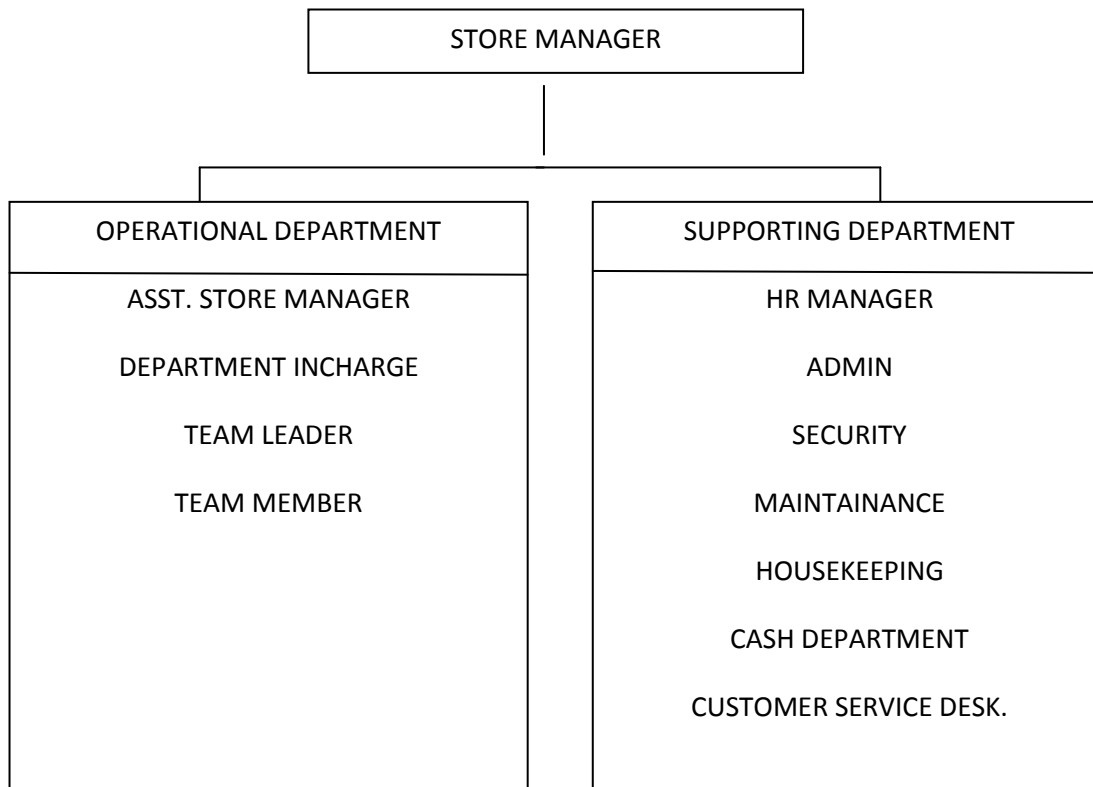 STORE MANAGER
OPERATIONAL DEPARTMENT
ASST. STORE MANAGER
DEPARTMENT INCHARGE
TEAM LEADER
TEAM MEMBER
SUPPORTING DEPARTMENT
HR MANAGER
ADMIN
SECURITY
MAINTAINANCE
HOUSEKEEPING
CASH DEPARTMENT
CUSTOMER SERVICE DESK.